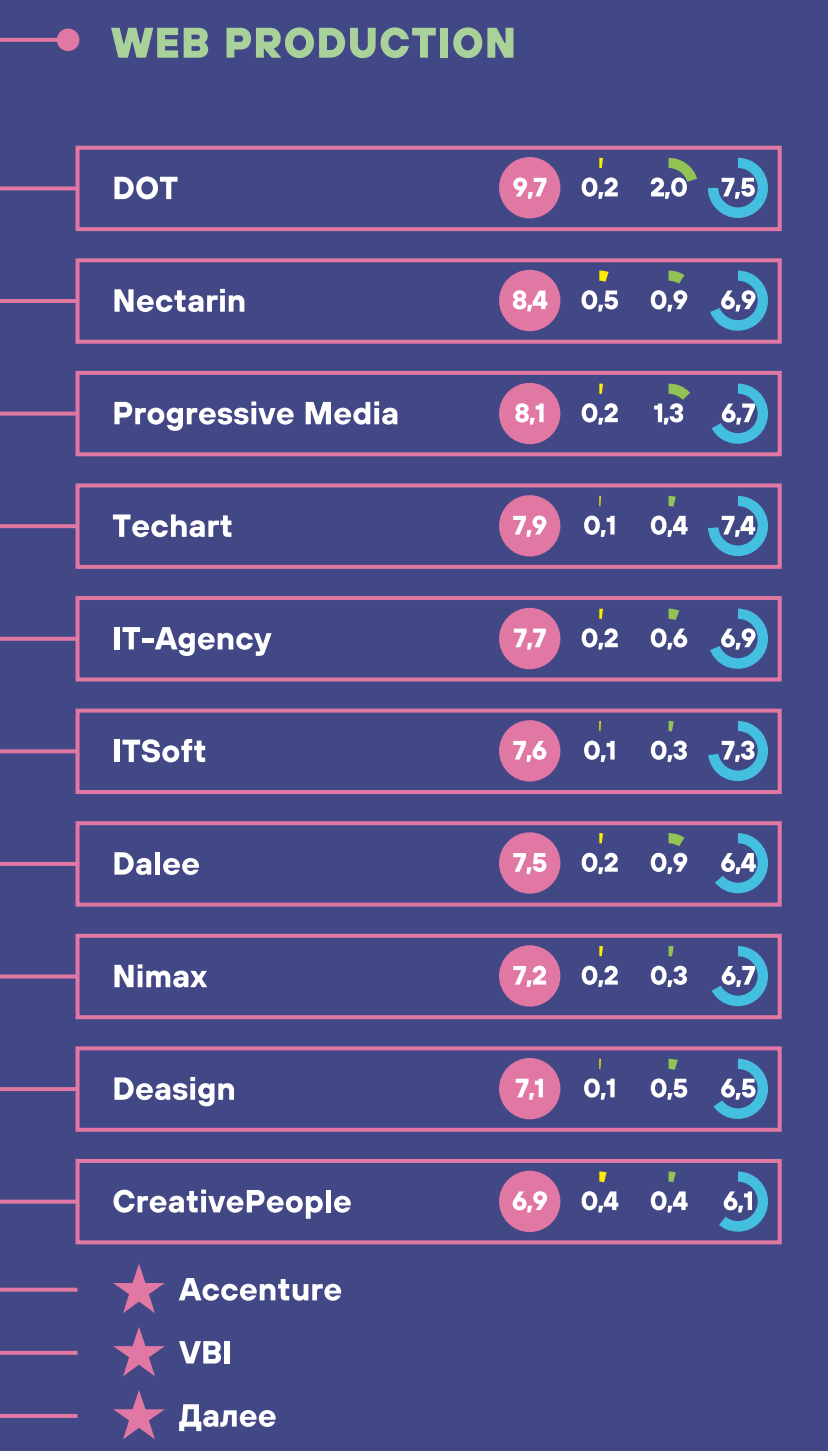 WEB PRODUCTION
DOT 9,7 0,2 2,0 7,5
Nectarin 8,4 0,5 0,9 6,9
Progressive Media 8,1 0,2 1,3 6,7
Techart 7,9 0,1 0,4 7,4
IT-Agency 7,7 0,2 0,6 6,9
ITSoft 7,6 0,1 0,3 7,3
Dalee 7,5 0,2 0,9 6,4
Nimax 7,2 0,2 0,3 6,7
Deasign 7,1 0,1 0,5 6,5
CreativePeople 6,9 0,4 0,4 6,1
Accenture
VBI
Далее